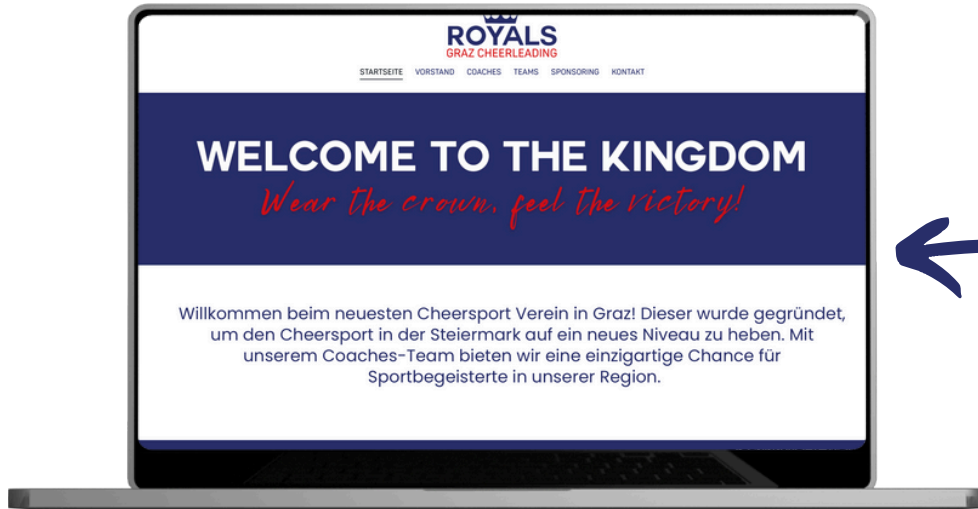 ROYALS
GRAZ CHEERLEADING
STARTSEITE VORSTAND COACHES TEAMS SPONSORING KONTAKT
WELCOME TO THE KINGDOM
Wear the crown, feel the victory!
Willkommen beim neuesten Cheersport Verein in Graz! Dieser wurde gegründet,
um den Cheersport in der Steiermark auf ein neues Niveau zu heben. Mit
unserem Coaches-Team bieten wir eine einzigartige Chance für
Sportbegeisterte in unserer Region.